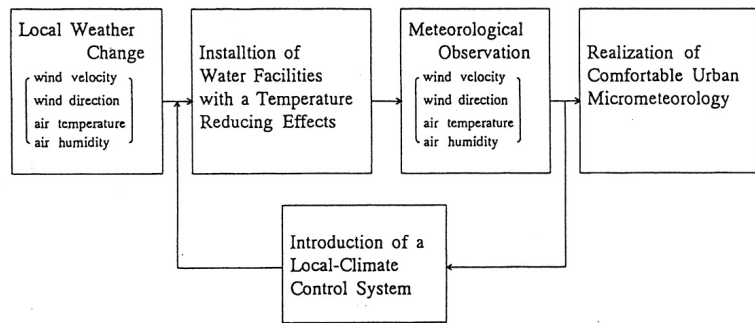 Local Weather
Change
wind velocity
wind direction
air temperature
air humidity
Installtion of
Water Facilities
with a Temperature
Reducing Effects
Meteorological
Observation
wind velocity
wind direction
air temperature
air humidity
Realization of
Comfortable Urban
Micrometeorology
Introduction of a
Local-Climate
Control System